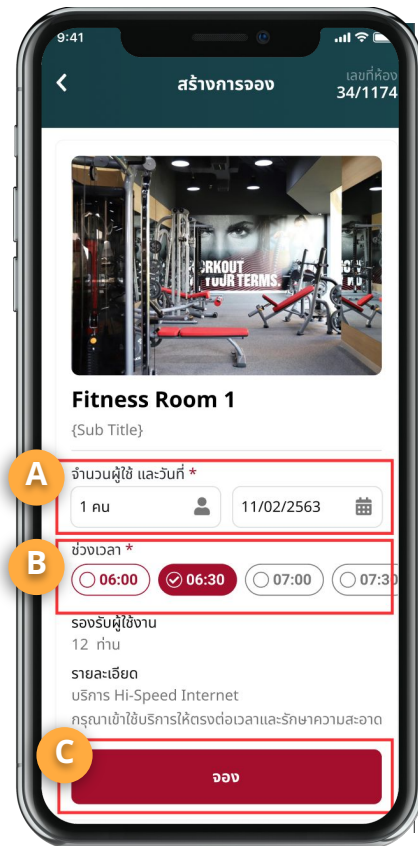 9:41
สร้างการจอง
เลขที่ห้อง
34/1174
WORKOUT
YOUR TERMS.
Fitness Room 1
{Sub Title}
A
จำนวนผู้ใช้ และวันที่ *
1 คน
11/02/2563
B
ช่วงเวลา *
06:00
06:30
07:00
07:30
รองรับผู้ใช้งาน
12 ท่าน
รายละเอียด
บริการ Hi-Speed Internet
กรุณาเข้าใช้บริการให้ตรงต่อเวลาและรักษาความสะอาด
C
จอง